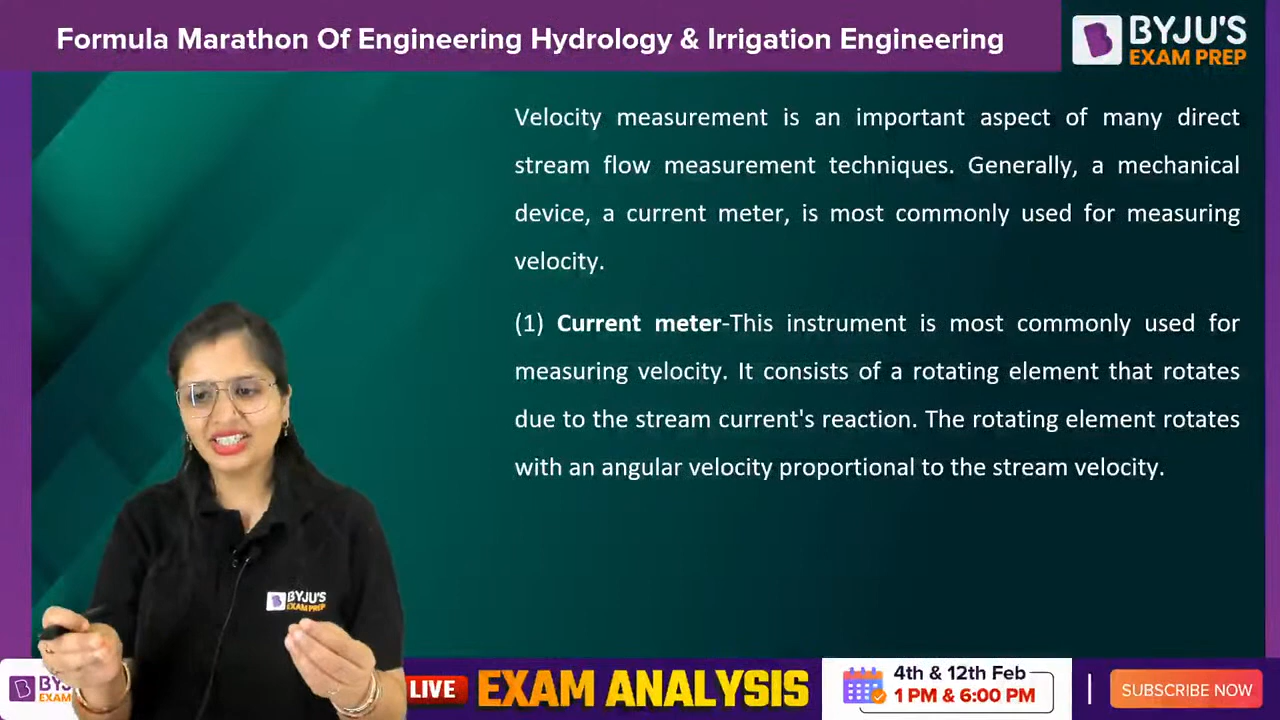 Formula Marathon Of Engineering Hydrology & Irrigation Engineering
BYJU'S
EXAM PREP
Velocity measurement is an important aspect of many direct
stream flow measurement techniques. Generally, a mechanical
device, a current meter, is most commonly used for measuring
velocity.
(1) Current meter-This instrument is most commonly used for
measuring velocity. It consists of a rotating element that rotates
due to the stream current's reaction. The rotating element rotates
with an angular velocity proportional to the stream velocity.
BYJU'S
EXAM PREP
LIVE
EXAM ANALYSIS
4th & 12th Feb
1 PM & 6:00 PM
SUBSCRIBE NOW